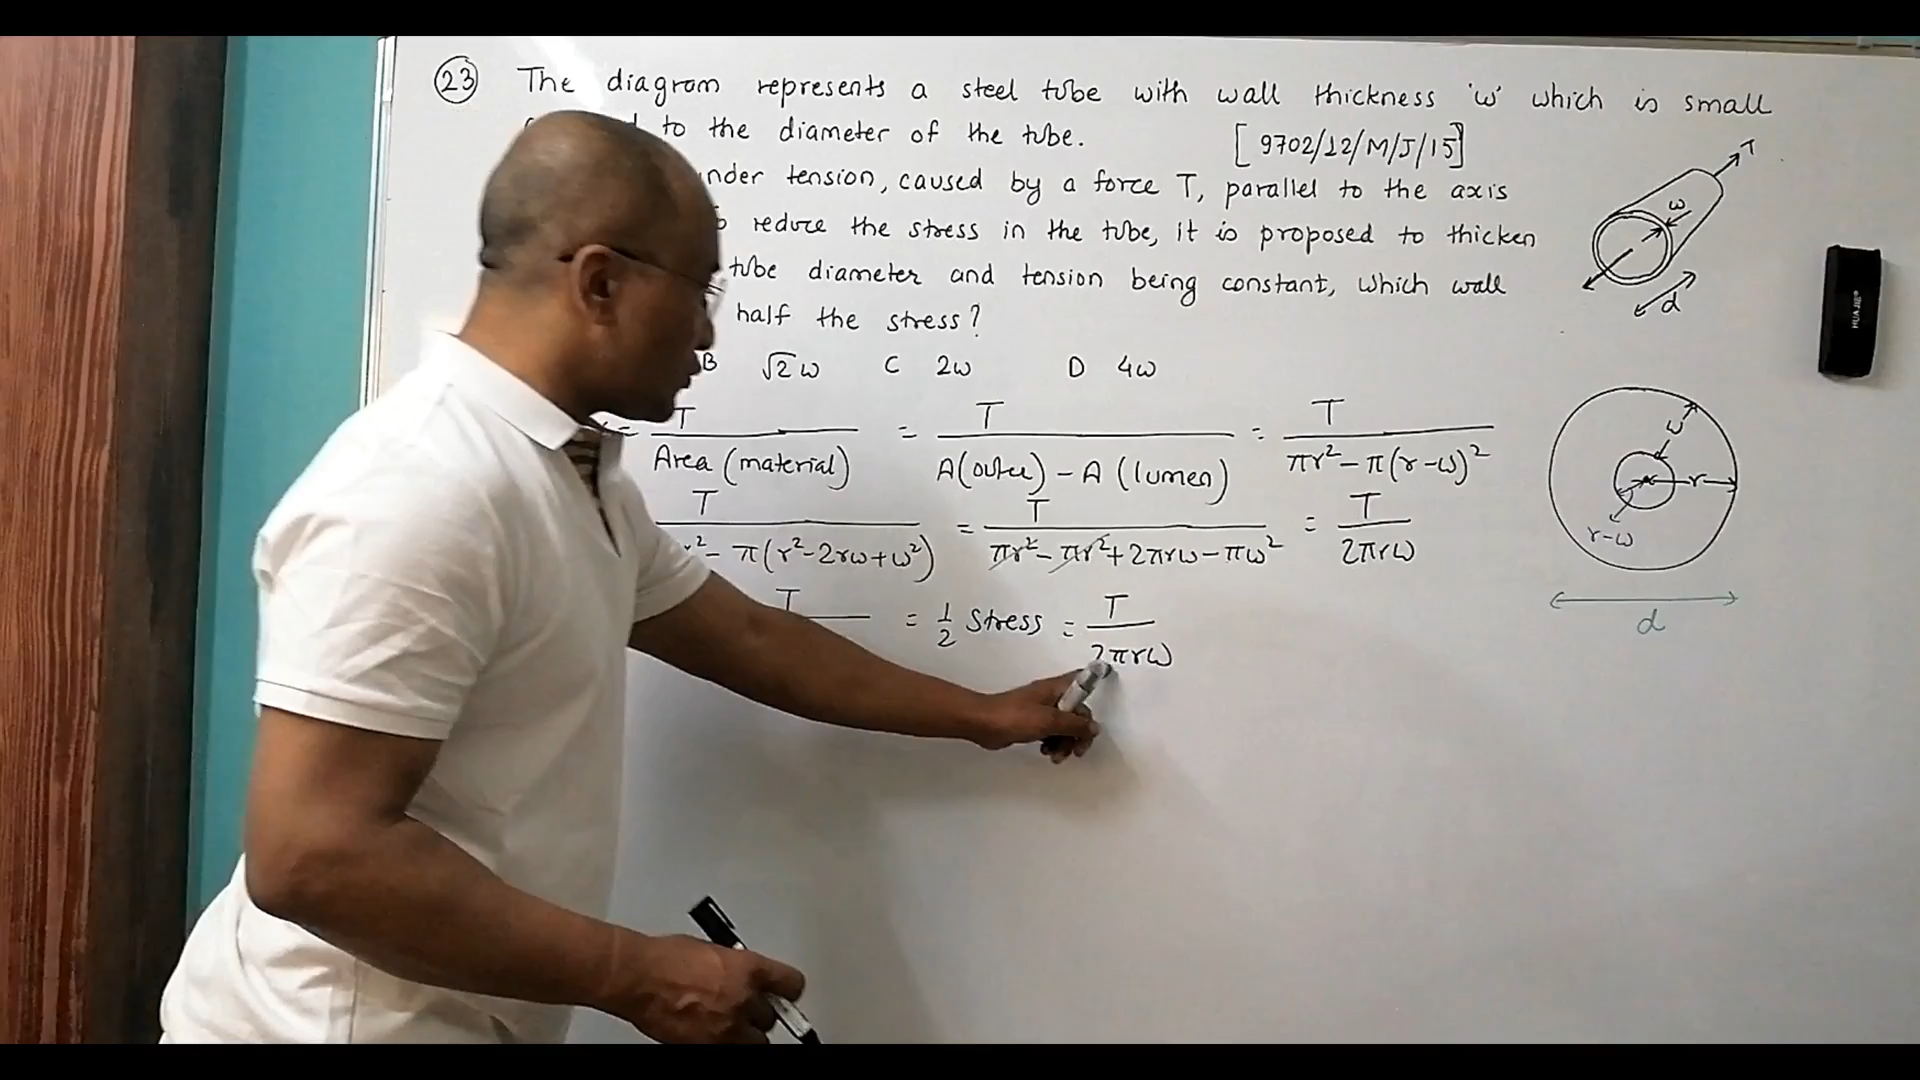 23 The diagram represents a steel tube with wall thickness 'w' which is small
to the diameter of the tube. [9702/12/M/J/15]
under tension, caused by a force T, parallel to the axis
reduce the stress in the tube, it is proposed to thicken
tube diameter and tension being constant, which wall
half the stress?
B √2w C 2w D 4w
= T / Area (material) = T / A(outer) - A (lumen) = T / πr² - π(r-w)²
T / r² - π(r²-2rw+w²) = T / πr² - πr² + 2πrw - πw² = T / 2πrw
T = 1/2 Stress = T / 2πrw
T
w
d
w
r
r-w
d
HUAJIE